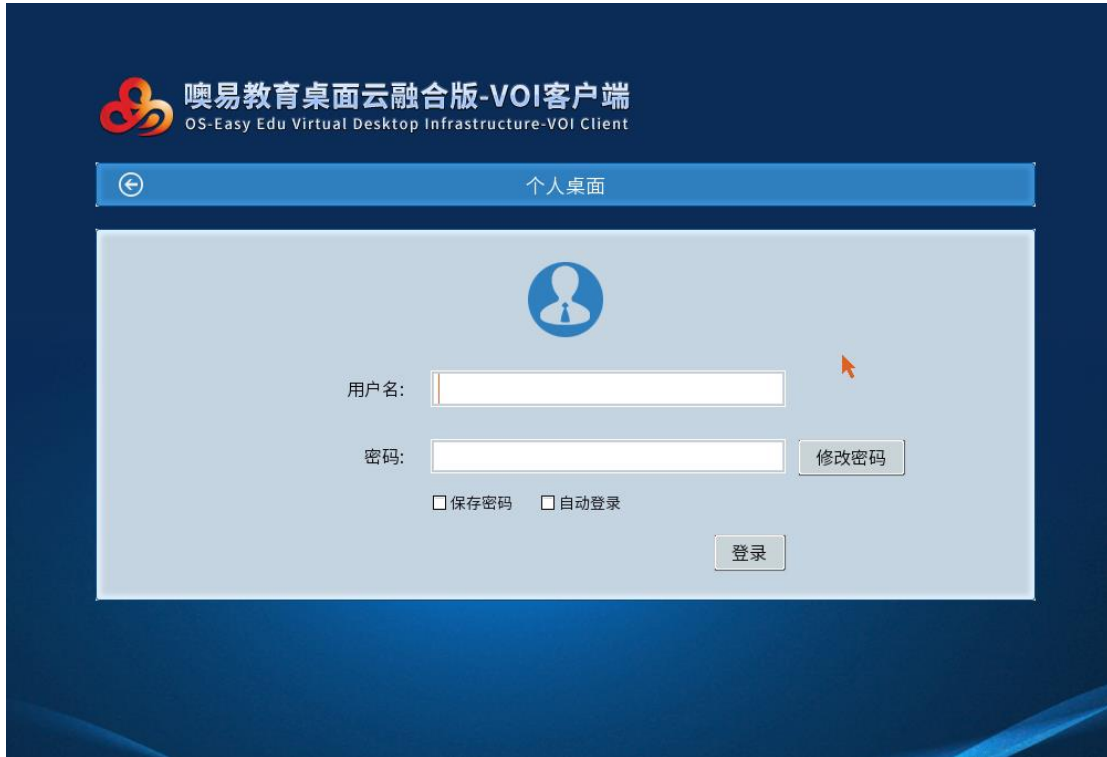 噢易教育桌面云融合版-VOI客户端
OS-Easy Edu Virtual Desktop Infrastructure-VOI Client
个人桌面
用户名:
密码:
修改密码
保存密码 自动登录
登录